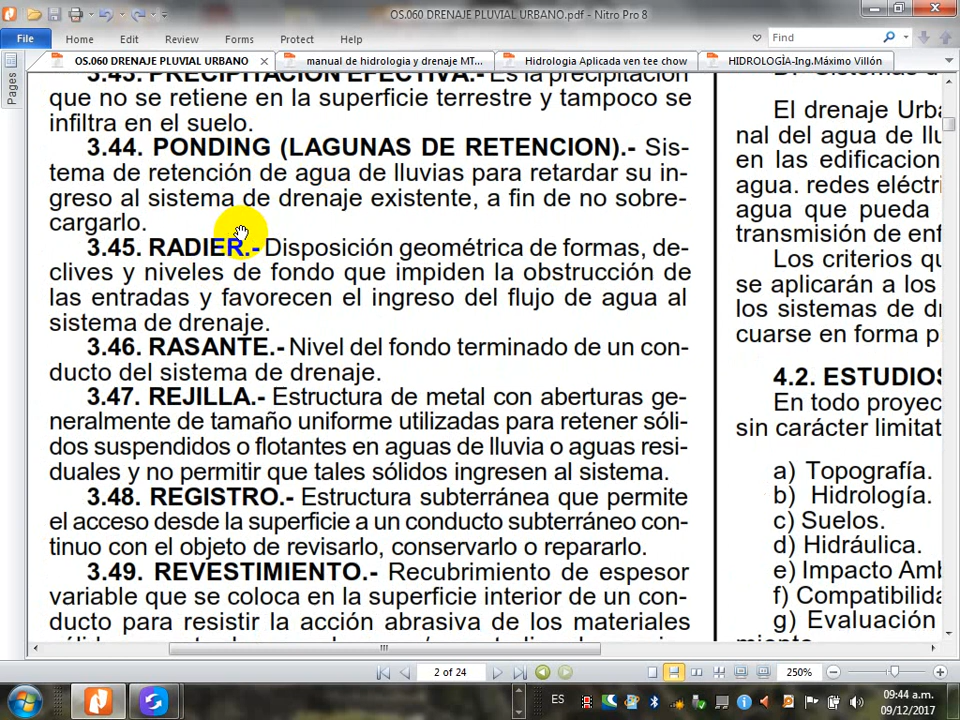 OS.060 DRENAJE PLUVIAL URBANO.pdf - Nitro Pro 8
File Home Edit Review Forms Protect Help Find
OS.060 DRENAJE PLUVIAL URBANO manual de hidrologia y drenaje MT... Hidrologia Aplicada ven tee chow HIDROLOGÍA-Ing.Máximo Villón
Pages
3.43. PRECIPITACION EFECTIVA.- Es la precipitación
que no se retiene en la superficie terrestre y tampoco se
infiltra en el suelo.
3.44. PONDING (LAGUNAS DE RETENCION).- Sis-
tema de retención de agua de lluvias para retardar su in-
greso al sistema de drenaje existente, a fin de no sobre-
cargarlo.
3.45. RADIER.- Disposición geométrica de formas, de-
clives y niveles de fondo que impiden la obstrucción de
las entradas y favorecen el ingreso del flujo de agua al
sistema de drenaje.
3.46. RASANTE.- Nivel del fondo terminado de un con-
ducto del sistema de drenaje.
3.47. REJILLA.- Estructura de metal con aberturas ge-
neralmente de tamaño uniforme utilizadas para retener sóli-
dos suspendidos o flotantes en aguas de lluvia o aguas resi-
duales y no permitir que tales sólidos ingresen al sistema.
3.48. REGISTRO.- Estructura subterránea que permite
el acceso desde la superficie a un conducto subterráneo con-
tinuo con el objeto de revisarlo, conservarlo o repararlo.
3.49. REVESTIMIENTO.- Recubrimiento de espesor
variable que se coloca en la superficie interior de un con-
ducto para resistir la acción abrasiva de los materiales
El drenaje Urba
nal del agua de llu
en las edificacion
agua. redes eléctri
agua que pueda
transmisión de enf
Los criterios qu
se aplicarán a los
los sistemas de dr
cuarse en forma p
4.2. ESTUDIOS
En todo proyec
sin carácter limitat
a) Topografía.
b) Hidrología.
c) Suelos.
d) Hidráulica.
e) Impacto Amb
f) Compatibilida
g) Evaluación
2 of 24 250%
ES 09:44 a.m.
09/12/2017